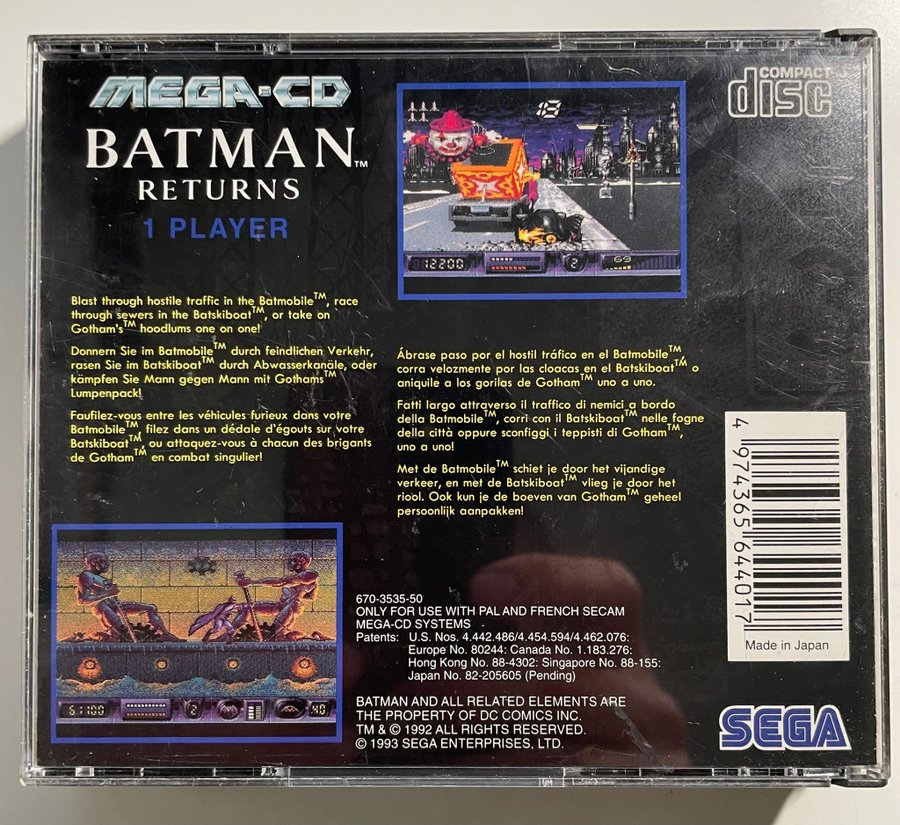 MEGA-CD
BATMAN™
RETURNS
1 PLAYER
COMPACT
disc
12200
2
69
Blast through hostile traffic in the Batmobile™, race
through sewers in the Batskiboat™, or take on
Gotham's™ hoodlums one on one!
Donnern Sie im Batmobile™ durch feindlichen Verkehr,
rasen Sie im Batskiboat™ durch Abwasserkanäle, oder
kämpfen Sie Mann gegen Mann mit Gothams™
Lumpenpack!
Faufilez-vous entre les véhicules furieux dans votre
Batmobile™, filez dans un dédale d'égouts sur votre
Batskiboat™, ou attaquez-vous à chacun des brigants
de Gotham™ en combat singulier!
Ábrase paso por el hostil tráfico en el Batmobile™,
corra velozmente por las cloacas en el Batskiboat™ o
aniquile a los gorilas de Gotham™ uno a uno.
Fatti largo attraverso il traffico di nemici a bordo
della Batmobile™, corri con il Batskiboat™ nelle fogne
della città oppure sconfiggi i teppisti di Gotham™,
uno a uno!
Met de Batmobile™ schiet je door het vijandige
verkeer, en met de Batskiboat™ vlieg je door het
riool. Ook kun je de boeven van Gotham™ geheel
persoonlijk aanpakken!
61100
2
40
670-3535-50
ONLY FOR USE WITH PAL AND FRENCH SECAM
MEGA-CD SYSTEMS
Patents: U.S. Nos. 4.442.486/4.454.594/4.462.076:
Europe No. 80244: Canada No. 1.183.276:
Hong Kong No. 88-4302: Singapore No. 88-155:
Japan No. 82-205605 (Pending)
BATMAN AND ALL RELATED ELEMENTS ARE
THE PROPERTY OF DC COMICS INC.
TM & © 1992 ALL RIGHTS RESERVED.
© 1993 SEGA ENTERPRISES, LTD.
4 974365 644017
Made in Japan
SEGA